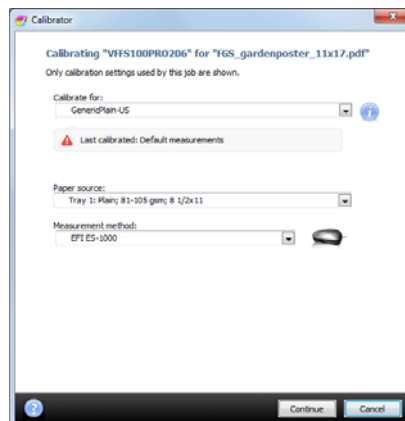 Calibrator
Calibrating "VFFS100PRO206" for "FGS_gardenposter_11x17.pdf"
Only calibration settings used by this job are shown.
Calibrate for:
GenericPlain-US
Last calibrated: Default measurements
Paper source:
Tray 1: Plain; 81-105 gsm; 8 1/2x11
Measurement method:
EFI ES-1000
Continue
Cancel